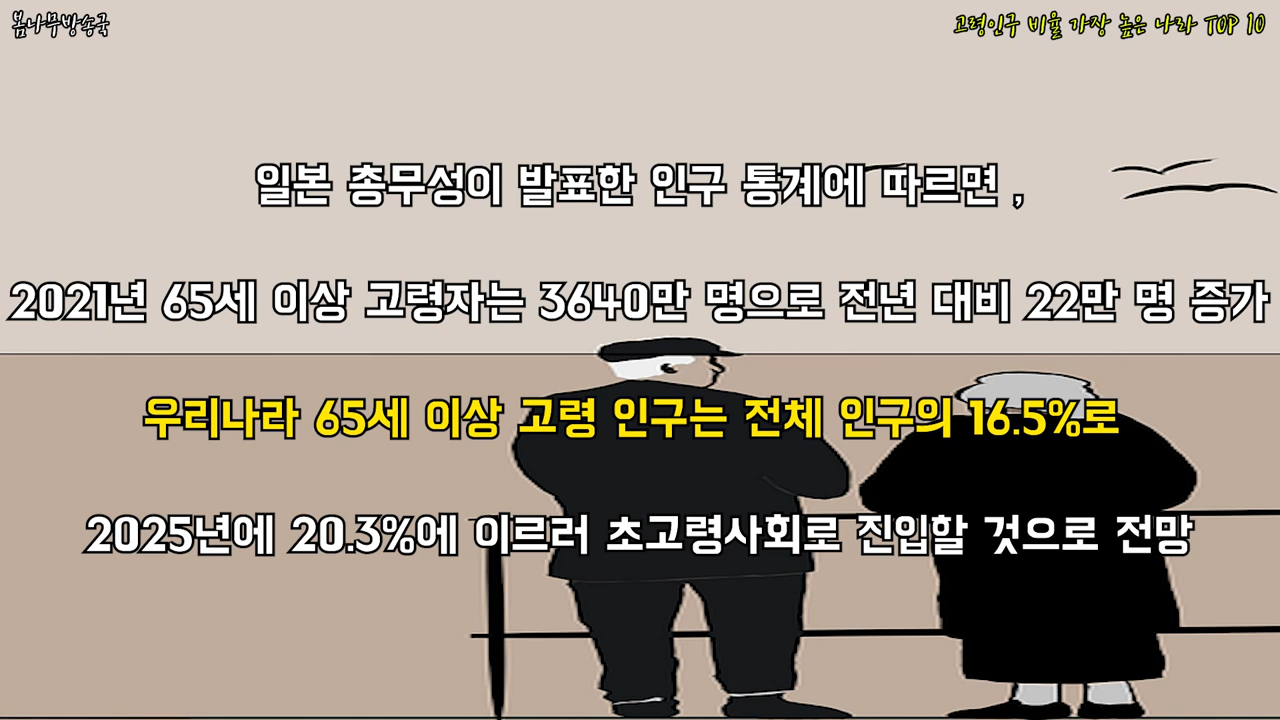 봄나무방송국
고령인구 비율 가장 높은 나라 TOP 10
일본 총무성이 발표한 인구 통계에 따르면 ,
2021년 65세 이상 고령자는 3640만 명으로 전년 대비 22만 명 증가
우리나라 65세 이상 고령 인구는 전체 인구의 16.5%로
2025년에 20.3%에 이르러 초고령사회로 진입할 것으로 전망